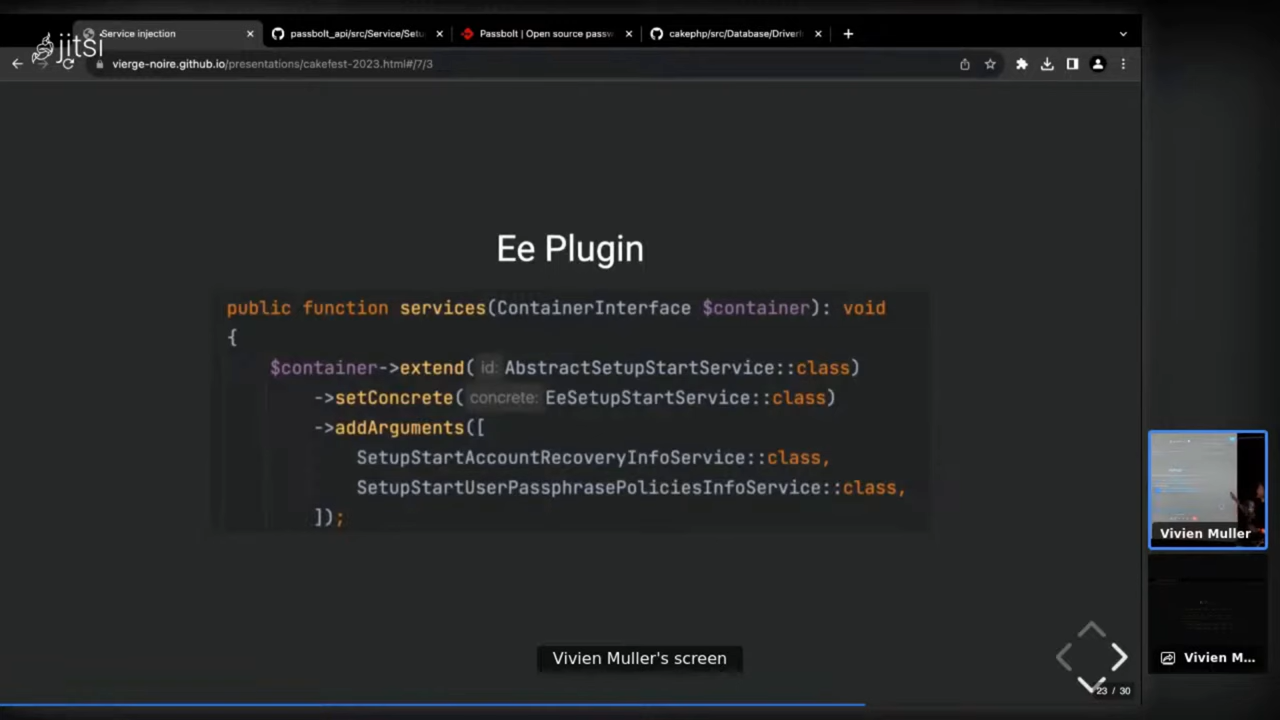 Service injection
passbolt_api/src/Service/Setu
Passbolt | Open source passw
cakephp/src/Database/Driver
jitsi
vierge-noire.github.io/presentations/cakefest-2023.html#/7/3
Ee Plugin
public function services(ContainerInterface $container): void
{
$container->extend( id: AbstractSetupStartService::class)
->setConcrete( concrete: EeSetupStartService::class)
->addArguments([
SetupStartAccountRecoveryInfoService::class,
SetupStartUserPassphrasePoliciesInfoService::class,
]);
Vivien Muller
Vivien Muller's screen
Vivien M...
23 / 30